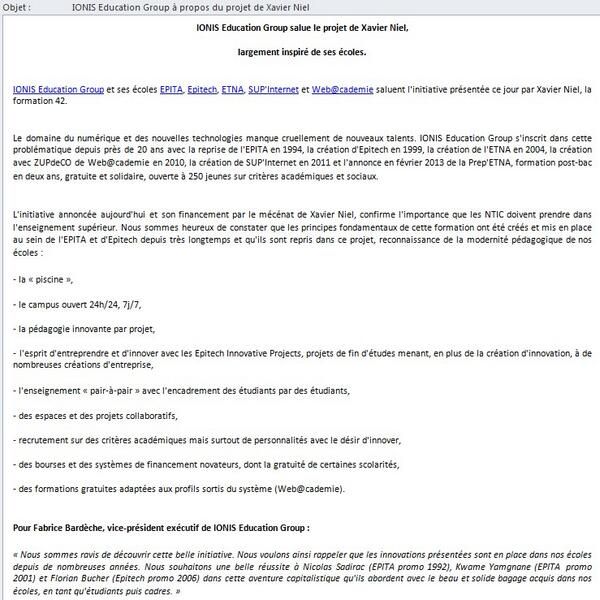 Objet : IONIS Education Group à propos du projet de Xavier Niel
IONIS Education Group salue le projet de Xavier Niel,
largement inspiré de ses écoles.
IONIS Education Group et ses écoles EPITA, Epitech, ETNA, SUP'Internet et Web@cademie saluent l'initiative présentée ce jour par Xavier Niel, la
formation 42.
Le domaine du numérique et des nouvelles technologies manque cruellement de nouveaux talents. IONIS Education Group s'inscrit dans cette
problématique depuis près de 20 ans avec la reprise de l'EPITA en 1994, la création d'Epitech en 1999, la création de l'ETNA en 2004, la création
avec ZUPdeCO de Web@cademie en 2010, la création de SUP'Internet en 2011 et l'annonce en février 2013 de la Prep'ETNA, formation post-bac
en deux ans, gratuite et solidaire, ouverte à 250 jeunes sur critères académiques et sociaux.
L'initiative annoncée aujourd'hui et son financement par le mécénat de Xavier Niel, confirme l'importance que les NTIC doivent prendre dans
l'enseignement supérieur. Nous sommes heureux de constater que les principes fondamentaux de cette formation ont été créés et mis en place
au sein de l'EPITA et d'Epitech depuis très longtemps et qu'ils sont repris dans ce projet, reconnaissance de la modernité pédagogique de nos
écoles :
- la « piscine »,
- le campus ouvert 24h/24, 7j/7,
- la pédagogie innovante par projet,
- l'esprit d'entreprendre et d'innover avec les Epitech Innovative Projects, projets de fin d'études menant, en plus de la création d'innovation, à de
nombreuses créations d'entreprise,
- l'enseignement « pair-à-pair » avec l'encadrement des étudiants par des étudiants,
- des espaces et des projets collaboratifs,
- recrutement sur des critères académiques mais surtout de personnalités avec le désir d'innover,
- des bourses et des systèmes de financement novateurs, dont la gratuité de certaines scolarités,
- des formations gratuites adaptées aux profils sortis du système (Web@cademie).
Pour Fabrice Bardèche, vice-président exécutif de IONIS Education Group :
« Nous sommes ravis de découvrir cette belle initiative. Nous voulons ainsi rappeler que les innovations présentées sont en place dans nos écoles
depuis de nombreuses années. Nous souhaitons une belle réussite à Nicolas Sadirac (EPITA promo 1992), Kwame Yamgnane (EPITA promo
2001) et Florian Bucher (Epitech promo 2006) dans cette aventure capitalistique qu'ils abordent avec le beau et solide bagage acquis dans nos
écoles, en tant qu'étudiants puis cadres. »